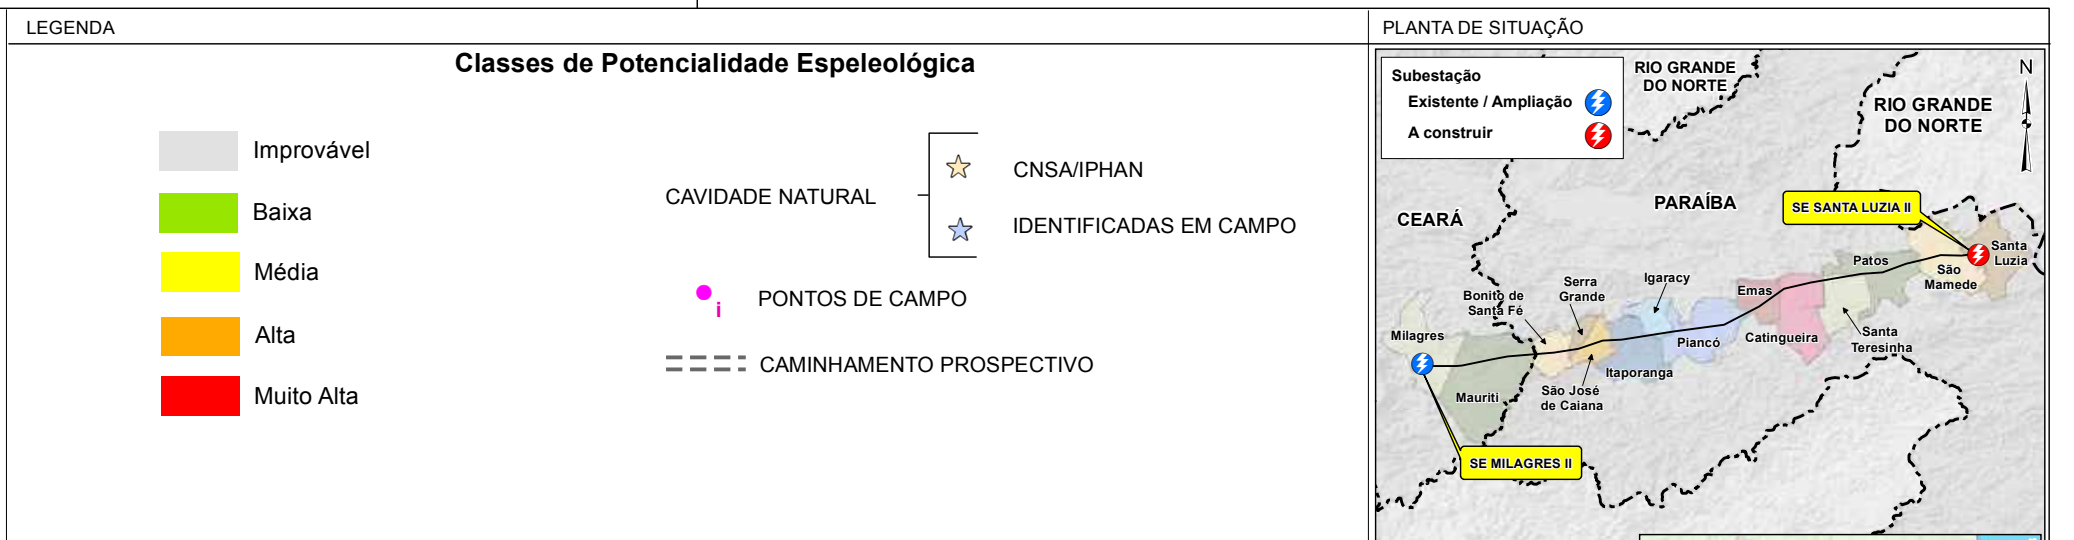 LEGENDA
Classes de Potencialidade Espeleológica
Improvável
Baixa
Média
Alta
Muito Alta
CAVIDADE NATURAL
CNSA/IPHAN
IDENTIFICADAS EM CAMPO
i
PONTOS DE CAMPO
CAMINHAMENTO PROSPECTIVO
PLANTA DE SITUAÇÃO
Subestação
Existente / Ampliação
A construir
RIO GRANDE
DO NORTE
RIO GRANDE
DO NORTE
N
CEARÁ
PARAÍBA
SE SANTA LUZIA II
Santa
Luzia
São
Mamede
Patos
Igaracy
Serra
Grande
Emas
Bonito de
Santa Fé
Milagres
Santa
Teresinha
Catingueira
Piancó
Itaporanga
São José
de Caiana
Mauriti
SE MILAGRES II